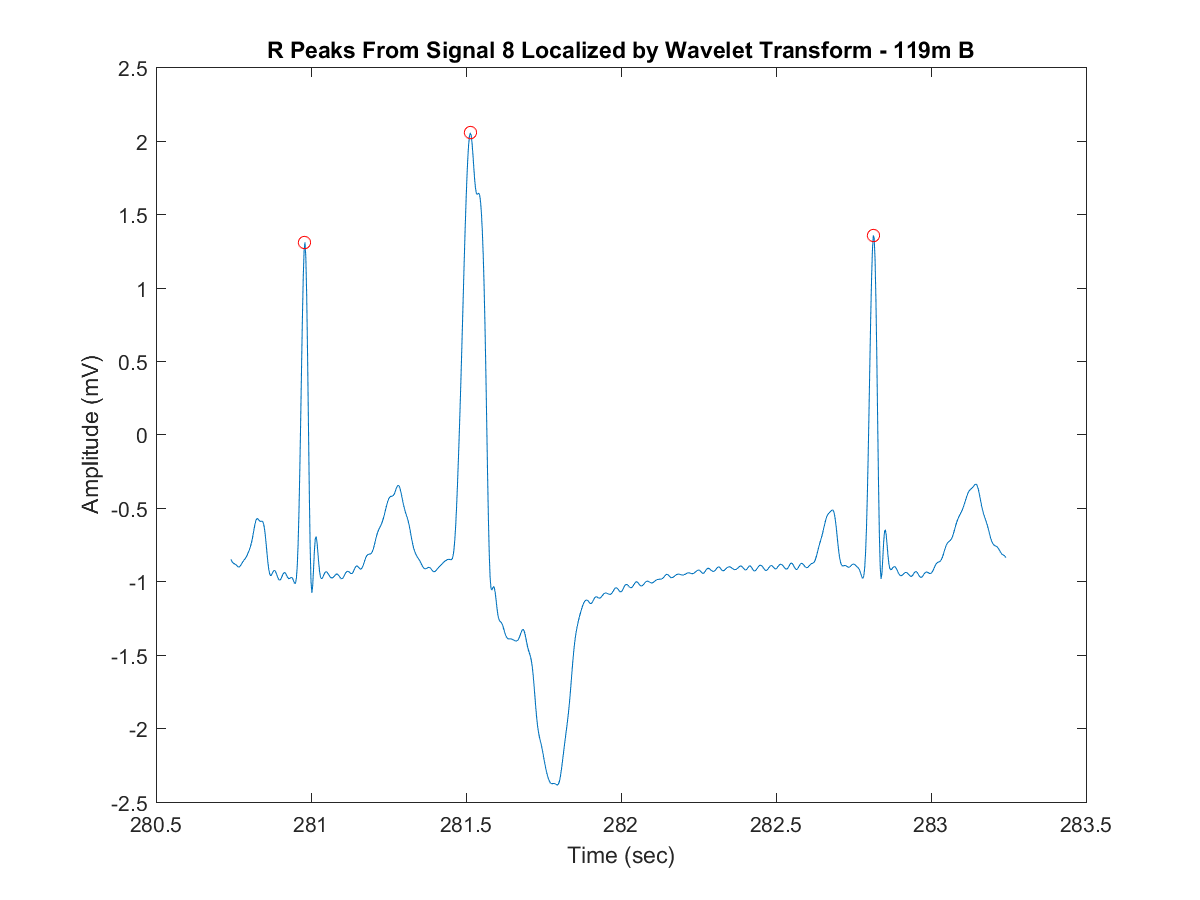 R Peaks From Signal 8 Localized by Wavelet Transform - 119m B
2.5
2
1.5
1
0.5
0
-0.5
-1
-1.5
-2
-2.5
Amplitude (mV)
280.5 281 281.5 282 282.5 283 283.5
Time (sec)